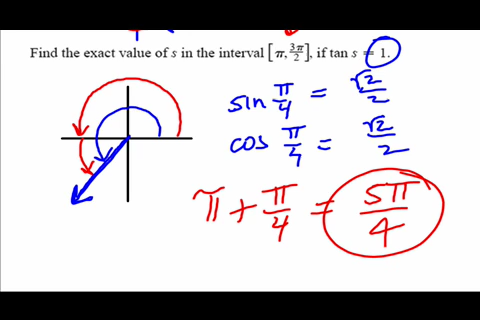 Find the exact value of s in the interval [π, 3π/2], if tan s = 1.
sin π/4 = √2/2
cos π/4 = √2/2
π + π/4 = 5π/4